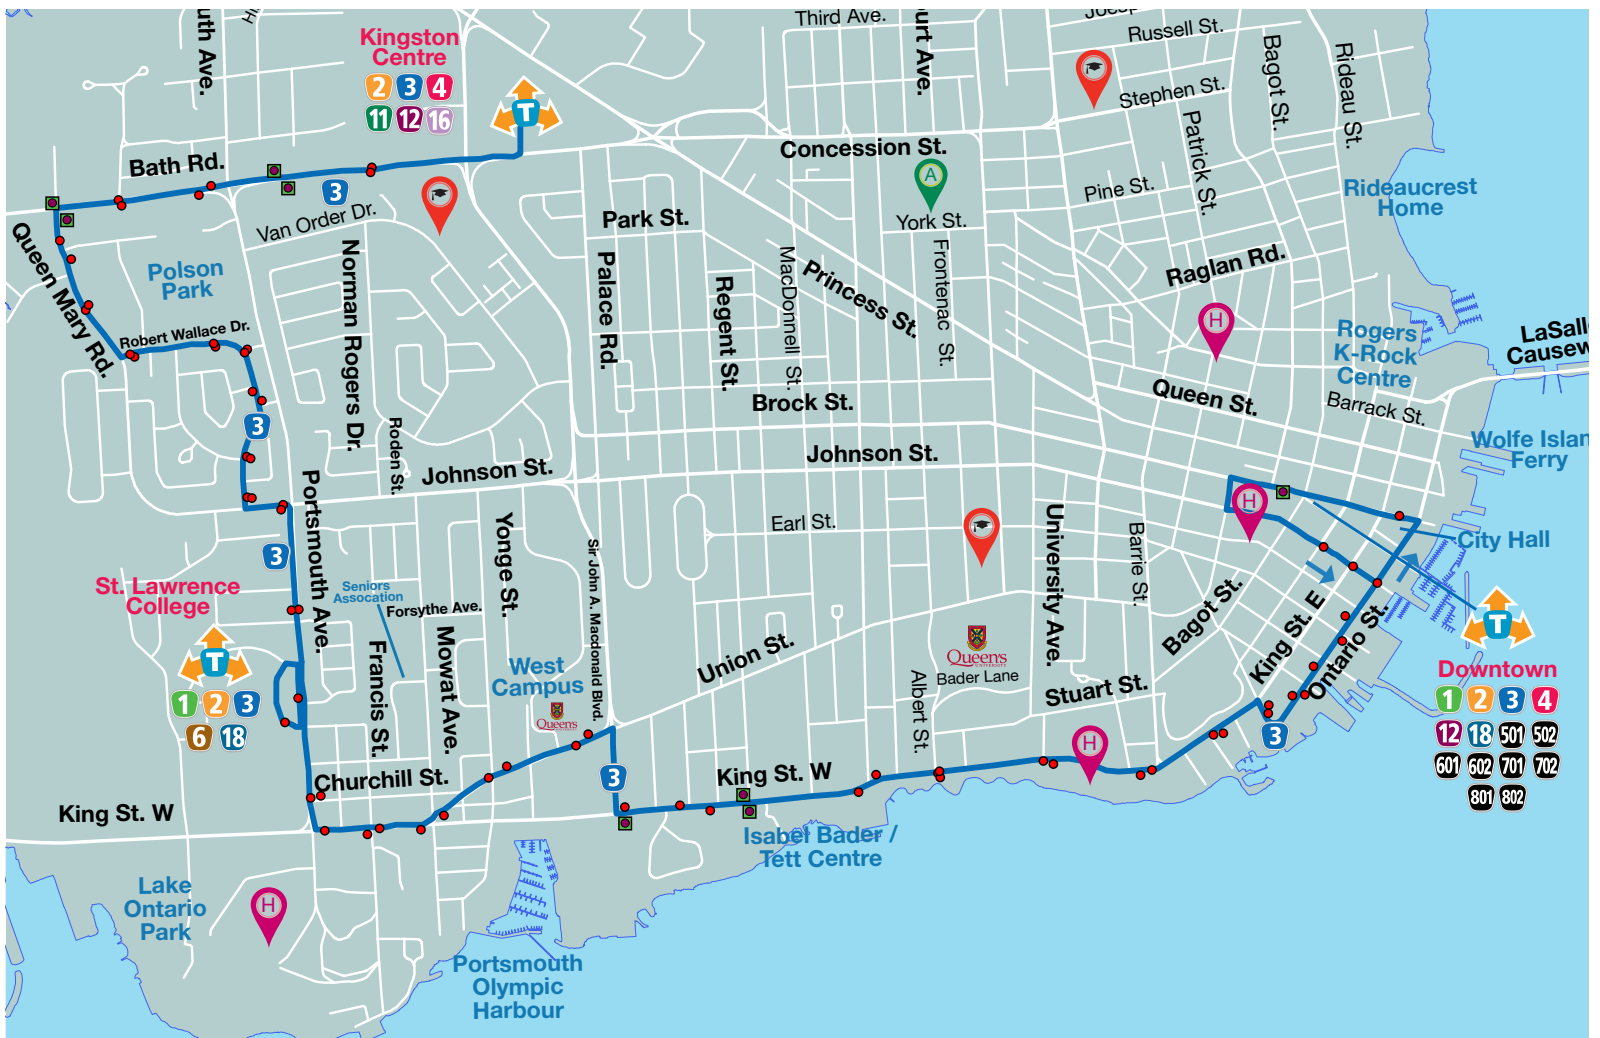 Third Ave.
Russell St.
Kingston
Centre
2 3 4
11 12 16
T
Stephen St.
Bagot St.
Rideau St.
Patrick St.
Bath Rd.
3
Concession St.
A
Pine St.
Rideaucrest
Home
Van Order Dr.
Park St.
York St.
Queen Mary Rd.
Polson
Park
Norman Rogers Dr.
Palace Rd.
Regent St.
MacDonnell St.
Princess St.
Frontenac St.
Raglan Rd.
H
Robert Wallace Dr.
Rogers
K-Rock
Centre
Queen St.
Barrack St.
Brock St.
3
Roden St.
Johnson St.
Johnson St.
Ferry
Portsmouth Ave.
Yonge St.
Sir John A. Macdonald Blvd.
Earl St.
University Ave.
Barrie St.
H
City Hall
3
St. Lawrence
College
Seniors
Assocation
Forsythe Ave.
Francis St.
Mowat Ave.
West
Campus
Queen's
Union St.
Queen's
UNIVERSITY
Bader Lane
Albert St.
Stuart St.
Bagot St.
King St. E
Ontario St.
T
1 2 3
6 18
T
Downtown
1 2 3 4
12 18 501 502
601 602 701 702
801 802
3
H
3
King St. W
Churchill St.
King St. W
Isabel Bader /
Tett Centre
Lake
Ontario
Park
H
Portsmouth
Olympic
Harbour